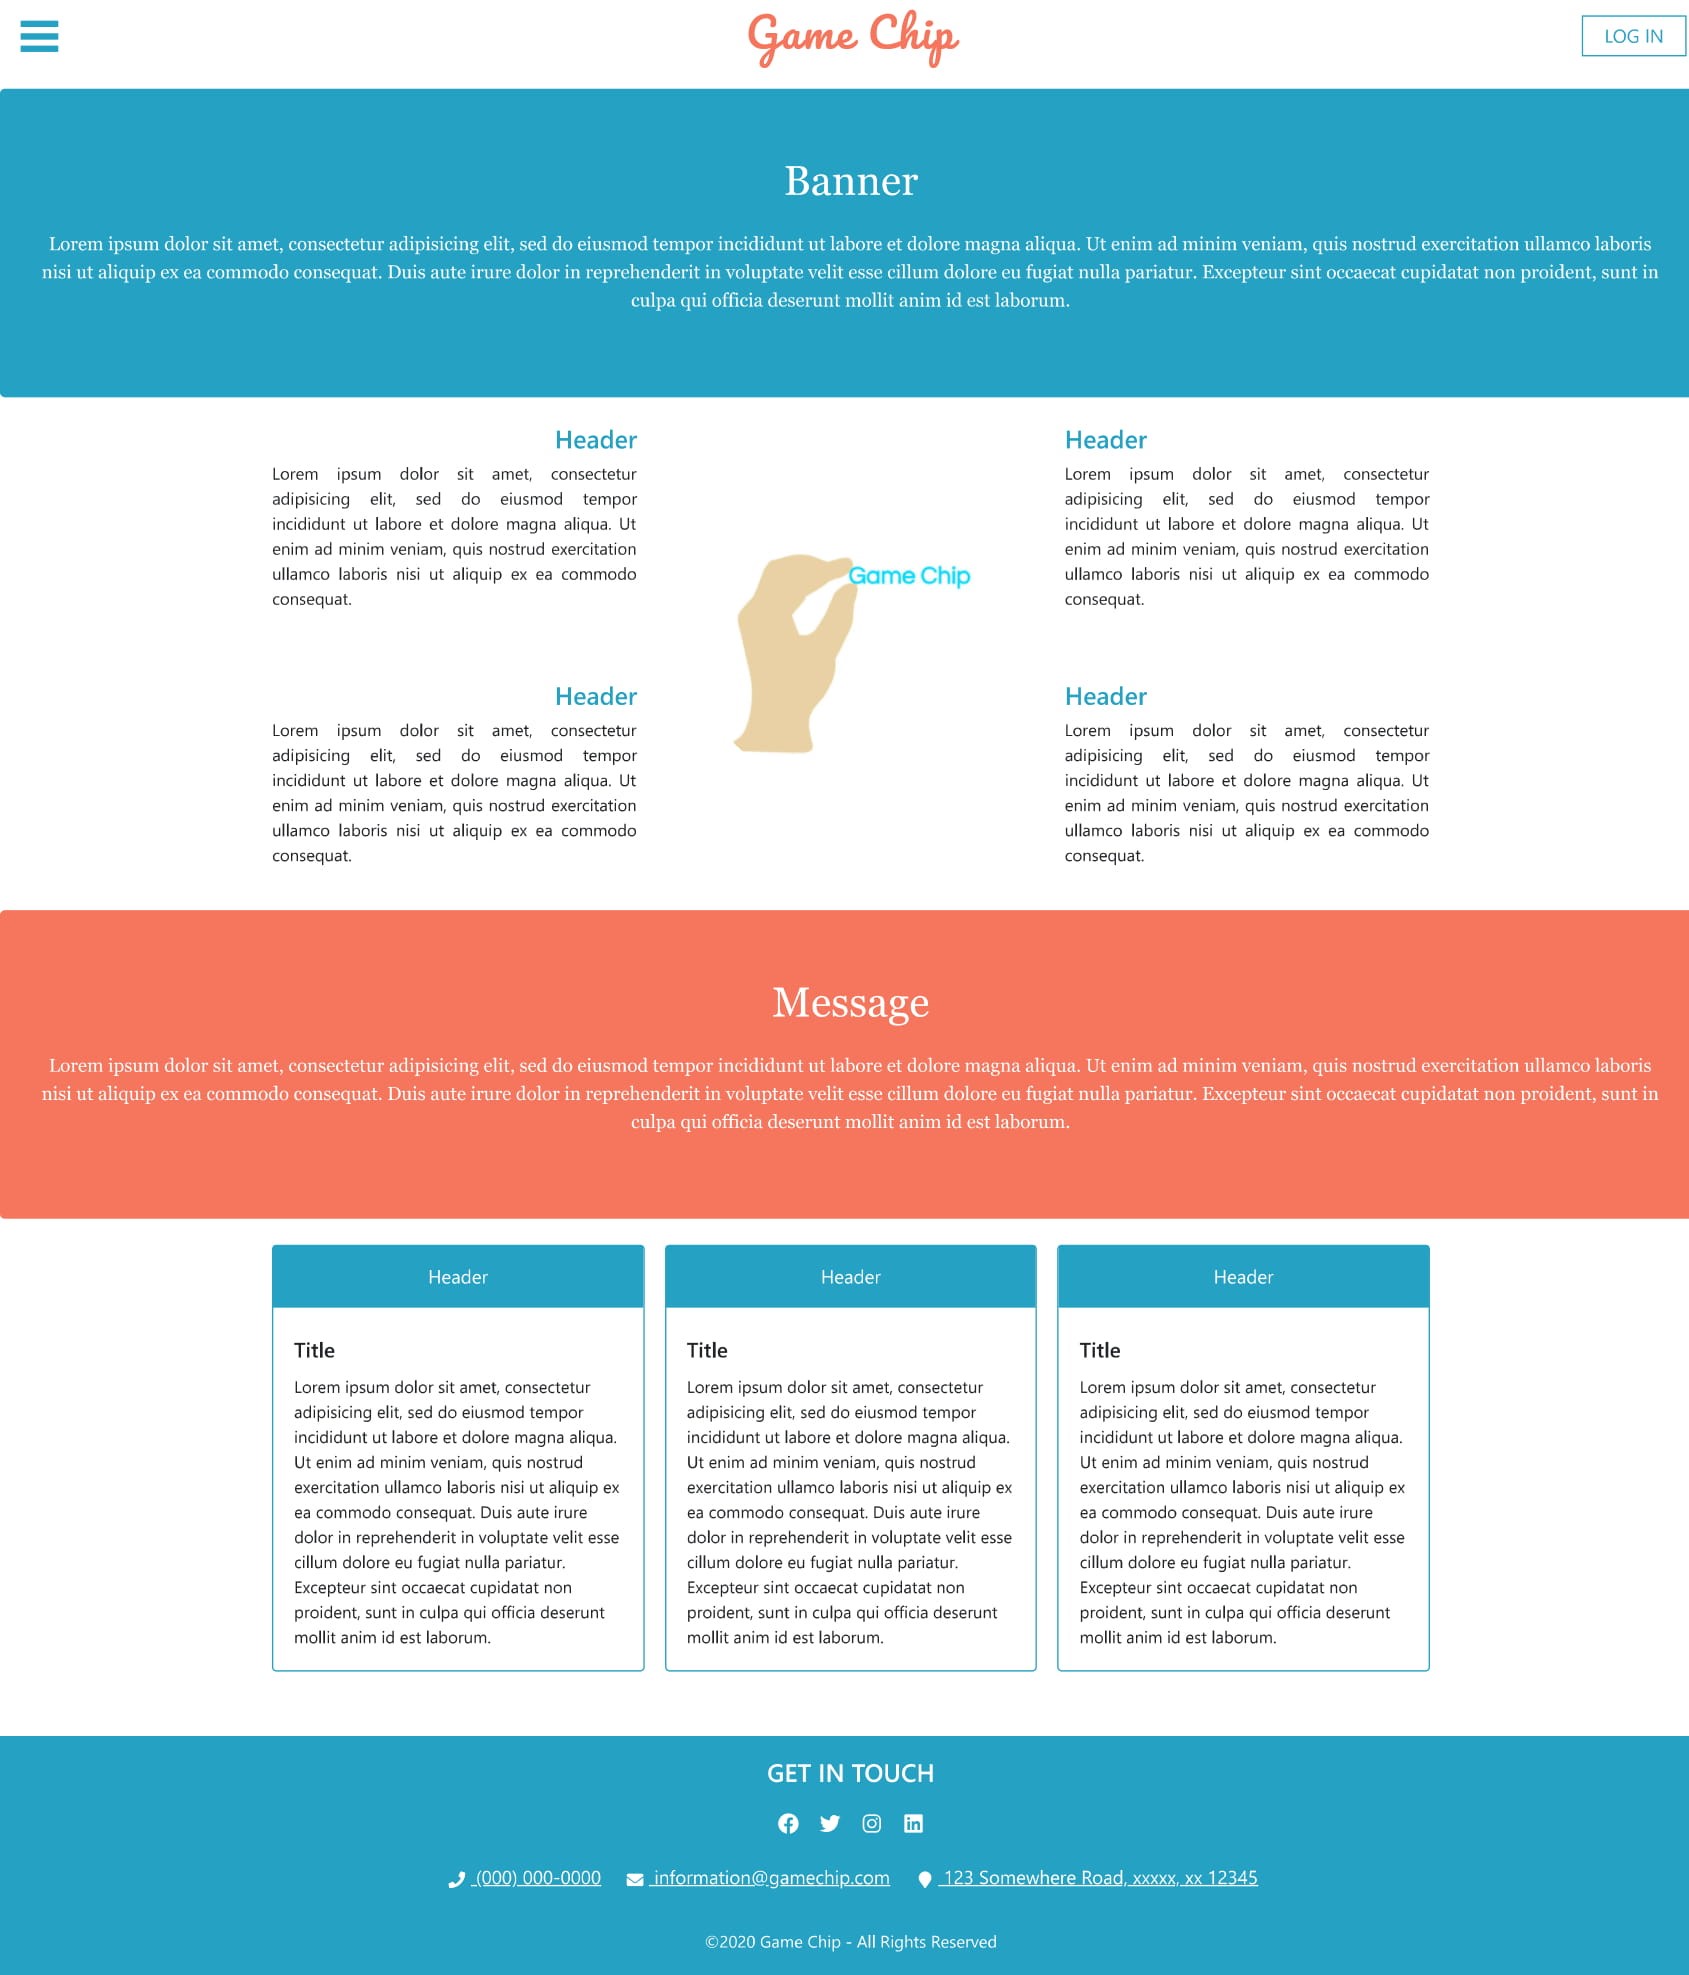 Game Chip
LOG IN
Banner
Lorem ipsum dolor sit amet, consectetur adipisicing elit, sed do eiusmod tempor incididunt ut labore et dolore magna aliqua. Ut enim ad minim veniam, quis nostrud exercitation ullamco laboris
nisi ut aliquip ex ea commodo consequat. Duis aute irure dolor in reprehenderit in voluptate velit esse cillum dolore eu fugiat nulla pariatur. Excepteur sint occaecat cupidatat non proident, sunt in
culpa qui officia deserunt mollit anim id est laborum.
Header
Lorem ipsum dolor sit amet, consectetur
adipisicing elit, sed do eiusmod tempor
incididunt ut labore et dolore magna aliqua. Ut
enim ad minim veniam, quis nostrud exercitation
ullamco laboris nisi ut aliquip ex ea commodo
consequat.
Header
Lorem ipsum dolor sit amet, consectetur
adipisicing elit, sed do eiusmod tempor
incididunt ut labore et dolore magna aliqua. Ut
enim ad minim veniam, quis nostrud exercitation
ullamco laboris nisi ut aliquip ex ea commodo
consequat.
Game Chip
Header
Lorem ipsum dolor sit amet, consectetur
adipisicing elit, sed do eiusmod tempor
incididunt ut labore et dolore magna aliqua. Ut
enim ad minim veniam, quis nostrud exercitation
ullamco laboris nisi ut aliquip ex ea commodo
consequat.
Header
Lorem ipsum dolor sit amet, consectetur
adipisicing elit, sed do eiusmod tempor
incididunt ut labore et dolore magna aliqua. Ut
enim ad minim veniam, quis nostrud exercitation
ullamco laboris nisi ut aliquip ex ea commodo
consequat.
Message
Lorem ipsum dolor sit amet, consectetur adipisicing elit, sed do eiusmod tempor incididunt ut labore et dolore magna aliqua. Ut enim ad minim veniam, quis nostrud exercitation ullamco laboris
nisi ut aliquip ex ea commodo consequat. Duis aute irure dolor in reprehenderit in voluptate velit esse cillum dolore eu fugiat nulla pariatur. Excepteur sint occaecat cupidatat non proident, sunt in
culpa qui officia deserunt mollit anim id est laborum.
Header
Title
Lorem ipsum dolor sit amet, consectetur
adipisicing elit, sed do eiusmod tempor
incididunt ut labore et dolore magna aliqua.
Ut enim ad minim veniam, quis nostrud
exercitation ullamco laboris nisi ut aliquip ex
ea commodo consequat. Duis aute irure
dolor in reprehenderit in voluptate velit esse
cillum dolore eu fugiat nulla pariatur.
Excepteur sint occaecat cupidatat non
proident, sunt in culpa qui officia deserunt
mollit anim id est laborum.
Header
Title
Lorem ipsum dolor sit amet, consectetur
adipisicing elit, sed do eiusmod tempor
incididunt ut labore et dolore magna aliqua.
Ut enim ad minim veniam, quis nostrud
exercitation ullamco laboris nisi ut aliquip ex
ea commodo consequat. Duis aute irure
dolor in reprehenderit in voluptate velit esse
cillum dolore eu fugiat nulla pariatur.
Excepteur sint occaecat cupidatat non
proident, sunt in culpa qui officia deserunt
mollit anim id est laborum.
Header
Title
Lorem ipsum dolor sit amet, consectetur
adipisicing elit, sed do eiusmod tempor
incididunt ut labore et dolore magna aliqua.
Ut enim ad minim veniam, quis nostrud
exercitation ullamco laboris nisi ut aliquip ex
ea commodo consequat. Duis aute irure
dolor in reprehenderit in voluptate velit esse
cillum dolore eu fugiat nulla pariatur.
Excepteur sint occaecat cupidatat non
proident, sunt in culpa qui officia deserunt
mollit anim id est laborum.
GET IN TOUCH
(000) 000-0000 information@gamechip.com 123 Somewhere Road, xxxxx, xx 12345
©2020 Game Chip - All Rights Reserved